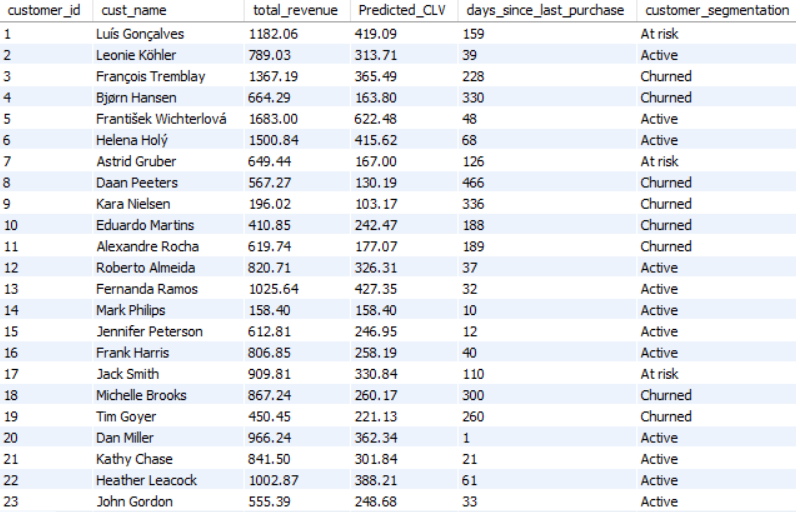 customer_id cust_name total_revenue Predicted_CLV days_since_last_purchase customer_segmentation
1 Luís Gonçalves 1182.06 419.09 159 At risk
2 Leonie Köhler 789.03 313.71 39 Active
3 François Tremblay 1367.19 365.49 228 Churned
4 Bjørn Hansen 664.29 163.80 330 Churned
5 František Wichterlová 1683.00 622.48 48 Active
6 Helena Holý 1500.84 415.62 68 Active
7 Astrid Gruber 649.44 167.00 126 At risk
8 Daan Peeters 567.27 130.19 466 Churned
9 Kara Nielsen 196.02 103.17 336 Churned
10 Eduardo Martins 410.85 242.47 188 Churned
11 Alexandre Rocha 619.74 177.07 189 Churned
12 Roberto Almeida 820.71 326.31 37 Active
13 Fernanda Ramos 1025.64 427.35 32 Active
14 Mark Philips 158.40 158.40 10 Active
15 Jennifer Peterson 612.81 246.95 12 Active
16 Frank Harris 806.85 258.19 40 Active
17 Jack Smith 909.81 330.84 110 At risk
18 Michelle Brooks 867.24 260.17 300 Churned
19 Tim Goyer 450.45 221.13 260 Churned
20 Dan Miller 966.24 362.34 1 Active
21 Kathy Chase 841.50 301.84 21 Active
22 Heather Leacock 1002.87 388.21 61 Active
23 John Gordon 555.39 248.68 33 Active